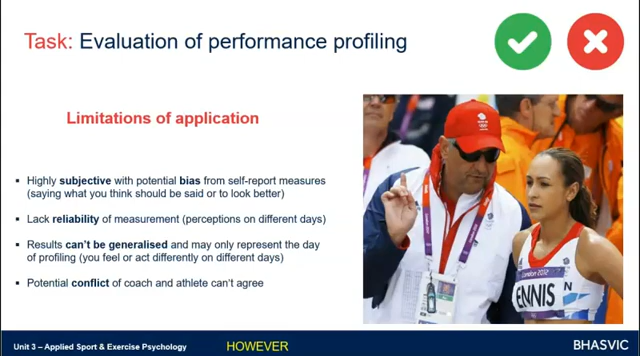 Task: Evaluation of performance profiling
Limitations of application
▪ Highly subjective with potential bias from self-report measures
(saying what you think should be said or to look better)
▪ Lack reliability of measurement (perceptions on different days)
▪ Results can't be generalised and may only represent the day
of profiling (you feel or act differently on different days)
▪ Potential conflict of coach and athlete can't agree
London 2012
ENNIS
Unit 3 – Applied Sport & Exercise Psychology
HOWEVER
BHASVIC